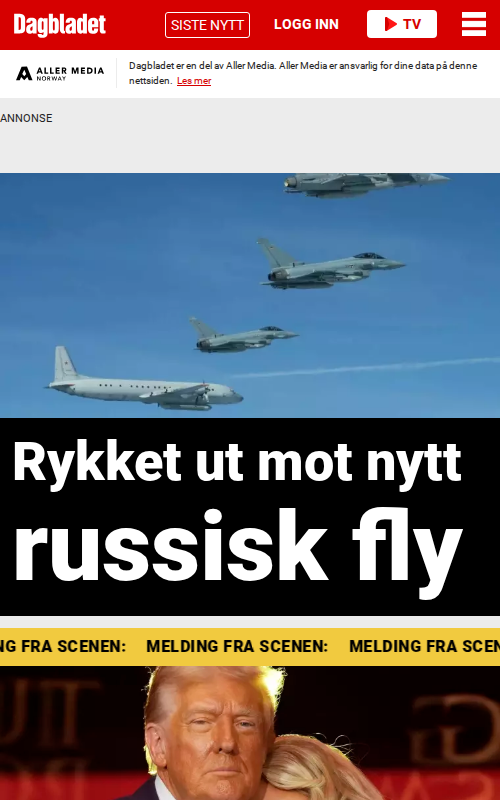 Dagbladet
SISTE NYTT
LOGG INN
TV
ALLER MEDIA
NORWAY
Dagbladet er en del av Aller Media. Aller Media er ansvarlig for dine data på denne
nettsiden. Les mer
ANNONSE
Rykket ut mot nytt
russisk fly
NG FRA SCENEN: MELDING FRA SCENEN: MELDING FRA SCEN